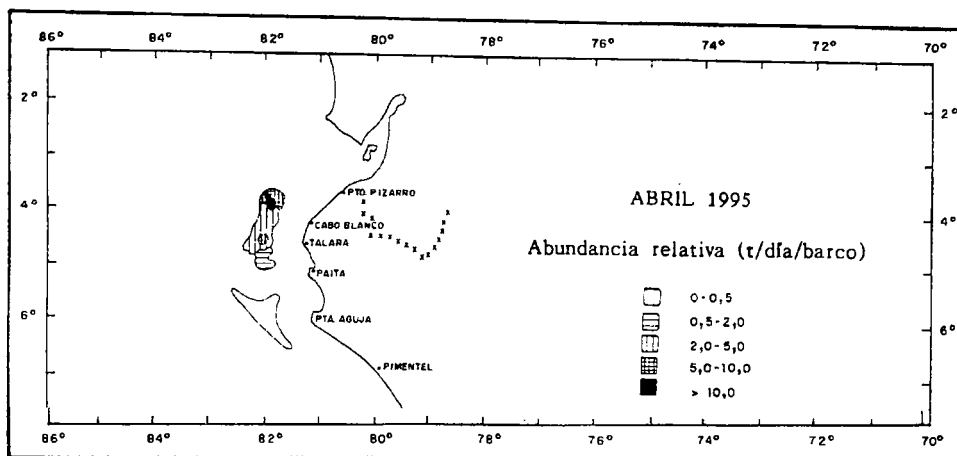 86° 84° 82° 80° 78° 76° 74° 72° 70°
2° 2°
4° 4°
6° 6°
PTO. PIZARRO
CABO BLANCO
TALARA
PAITA
PTA. AGUJA
PIMENTEL
ABRIL 1995
Abundancia relativa (t/día/barco)
0-0,5
0,5-2,0
2,0-5,0
5,0-10,0
> 10,0
86° 84° 82° 80° 78° 76° 74° 72° 70°